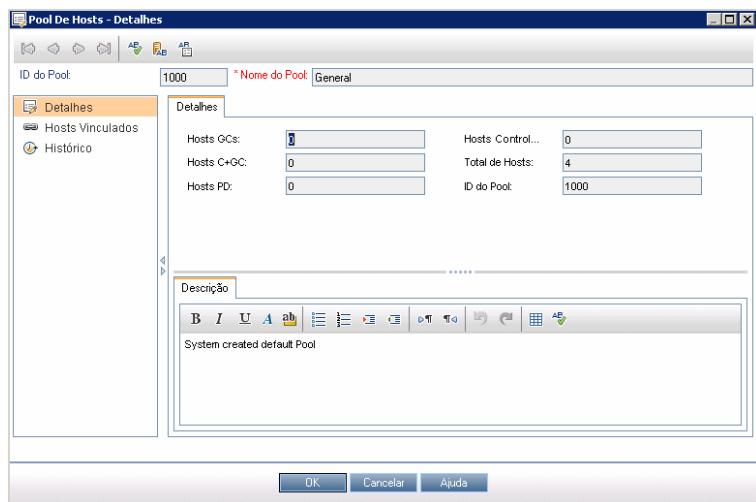 Pool De Hosts - Detalhes
ID do Pool: 1000 * Nome do Pool: General
Detalhes
Hosts Vinculados
Histórico
Detalhes
Hosts GCs: 0 Hosts Control... 0
Hosts C+GC: 0 Total de Hosts: 4
Hosts PD: 0 ID do Pool: 1000
Descrição
B I U A ab
System created default Pool
OK Cancelar Ajuda